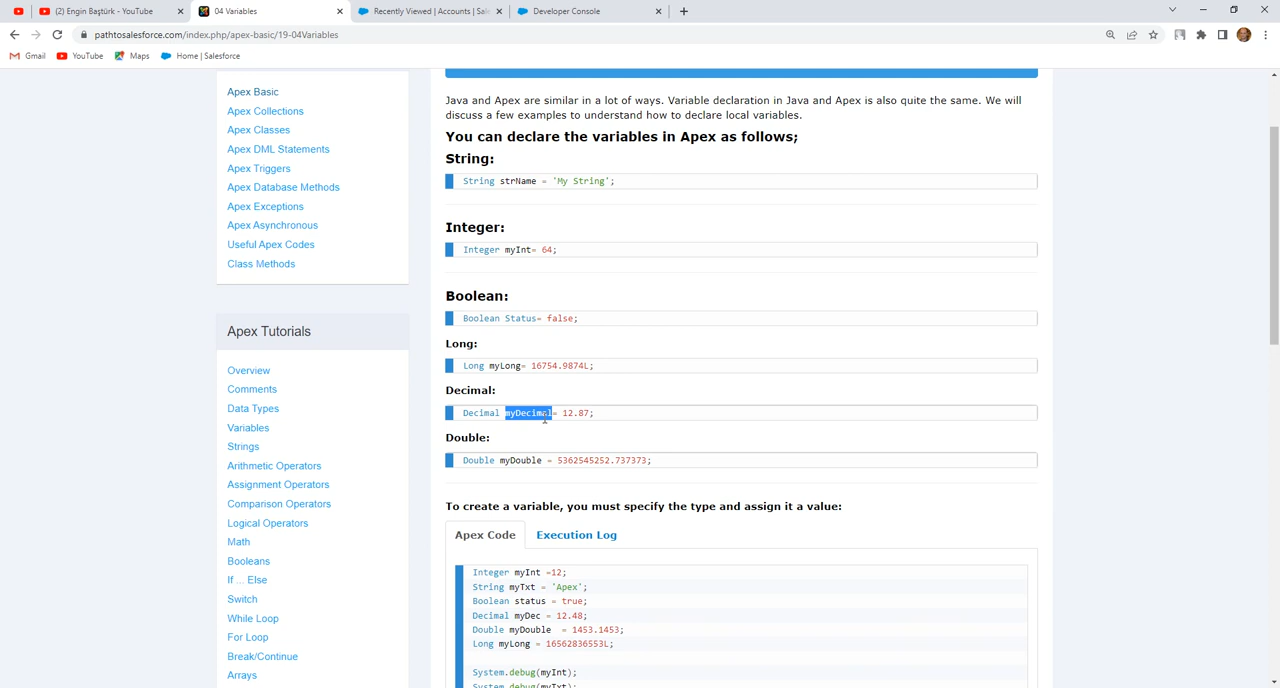 (2) Engin Baştürk - YouTube
04 Variables
Recently Viewed | Accounts | Sale
Developer Console
pathtosalesforce.com/index.php/apex-basic/19-04Variables
Gmail
YouTube
Maps
Home | Salesforce
Apex Basic
Apex Collections
Apex Classes
Apex DML Statements
Apex Triggers
Apex Database Methods
Apex Exceptions
Apex Asynchronous
Useful Apex Codes
Class Methods
Apex Tutorials
Overview
Comments
Data Types
Variables
Strings
Arithmetic Operators
Assignment Operators
Comparison Operators
Logical Operators
Math
Booleans
If ... Else
Switch
While Loop
For Loop
Break/Continue
Arrays
Java and Apex are similar in a lot of ways. Variable declaration in Java and Apex is also quite the same. We will
discuss a few examples to understand how to declare local variables.
You can declare the variables in Apex as follows;
String:
String strName = 'My String';
Integer:
Integer myInt= 64;
Boolean:
Boolean Status= false;
Long:
Long myLong= 16754.9874L;
Decimal:
Decimal myDecimal= 12.87;
Double:
Double myDouble = 5362545252.737373;
To create a variable, you must specify the type and assign it a value:
Apex Code
Execution Log
Integer myInt =12;
String myTxt = 'Apex';
Boolean status = true;
Decimal myDec = 12.48;
Double myDouble  = 1453.1453;
Long myLong = 16562836553L;
System.debug(myInt);
System.debug(myTxt);